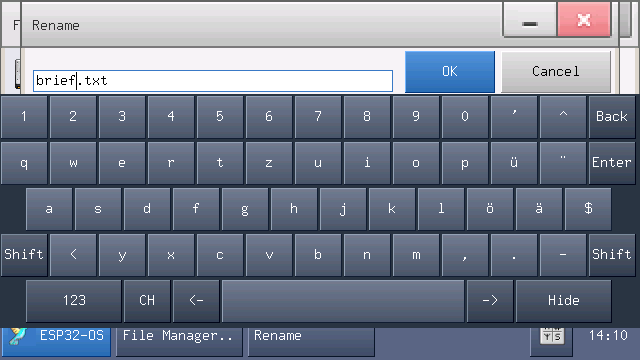 F Rename
brief.txt OK Cancel
1 2 3 4 5 6 7 8 9 0 ' ^ Back
q w e r t z u i o p ü ¨ Enter
a s d f g h j k l ö ä $
Shift < y x c v b n m , . - Shift
123 CH <- -> Hide
ESP32-OS File Manager.. Rename 14:10